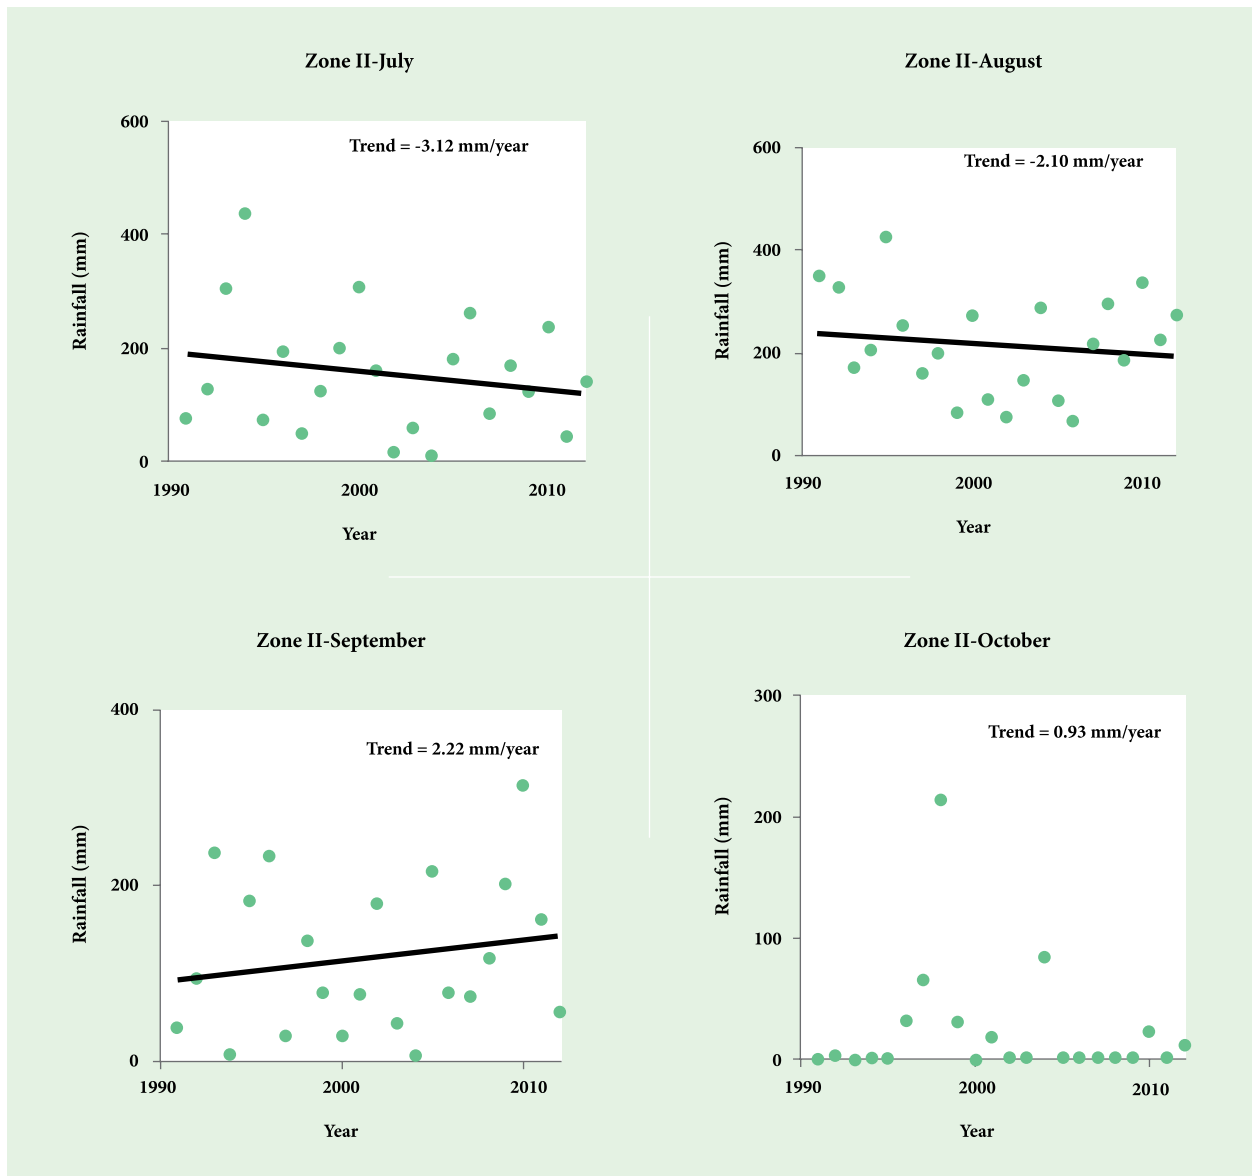 Zone II-July
600
Trend = -3.12 mm/year
400
Rainfall (mm)
200
0
1990 2000 2010
Year
Zone II-August
600
Trend = -2.10 mm/year
400
Rainfall (mm)
200
0
1990 2000 2010
Year
Zone II-September
400
Trend = 2.22 mm/year
Rainfall (mm)
200
0
1990 2000 2010
Year
Zone II-October
300
Trend = 0.93 mm/year
200
Rainfall (mm)
100
0
1990 2000 2010
Year